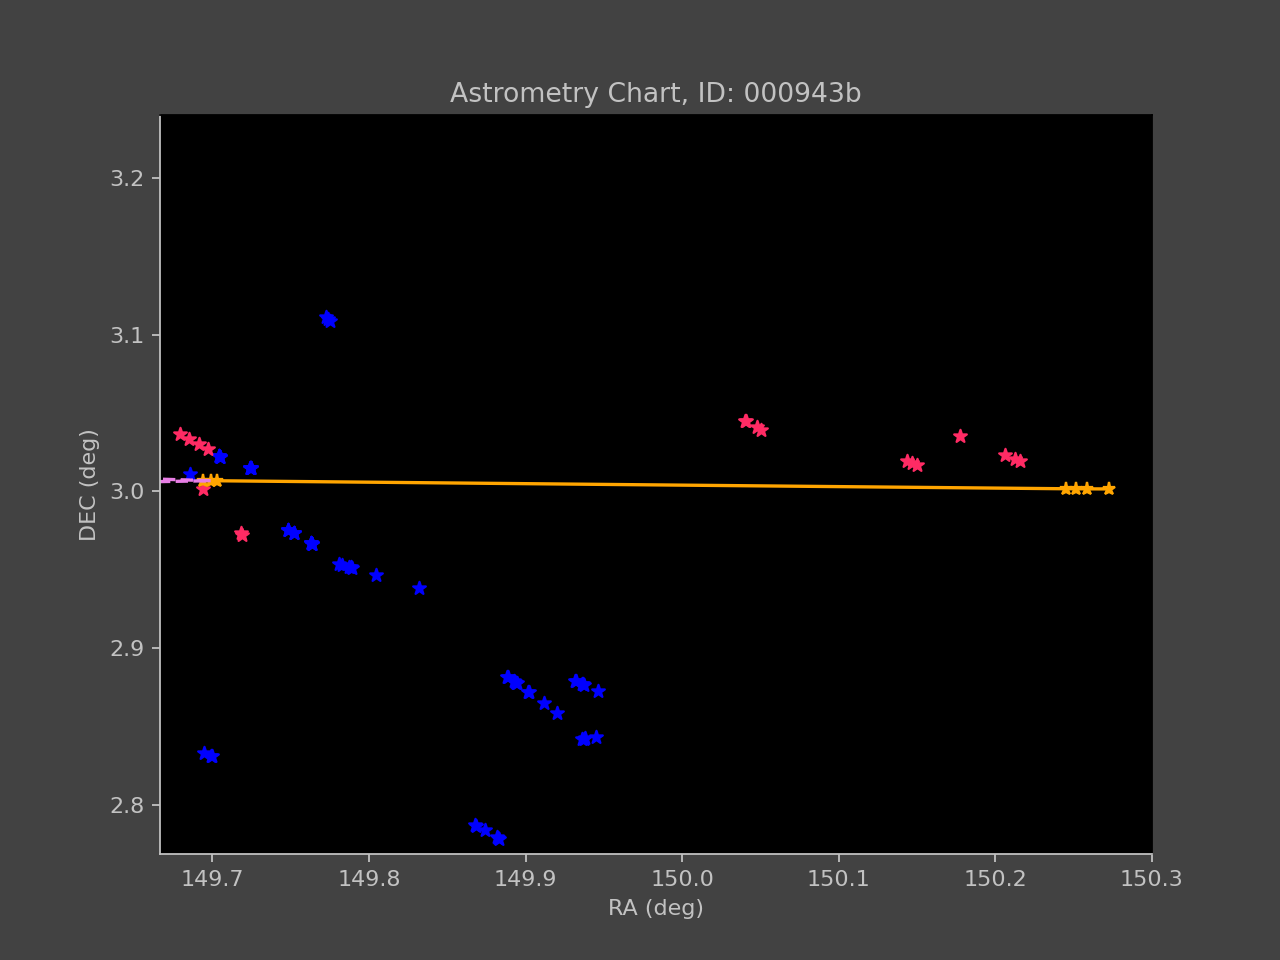 Astrometry Chart, ID: 000943b
3.2
3.1
3.0
2.9
2.8
DEC (deg)
149.7 149.8 149.9 150.0 150.1 150.2 150.3
RA (deg)